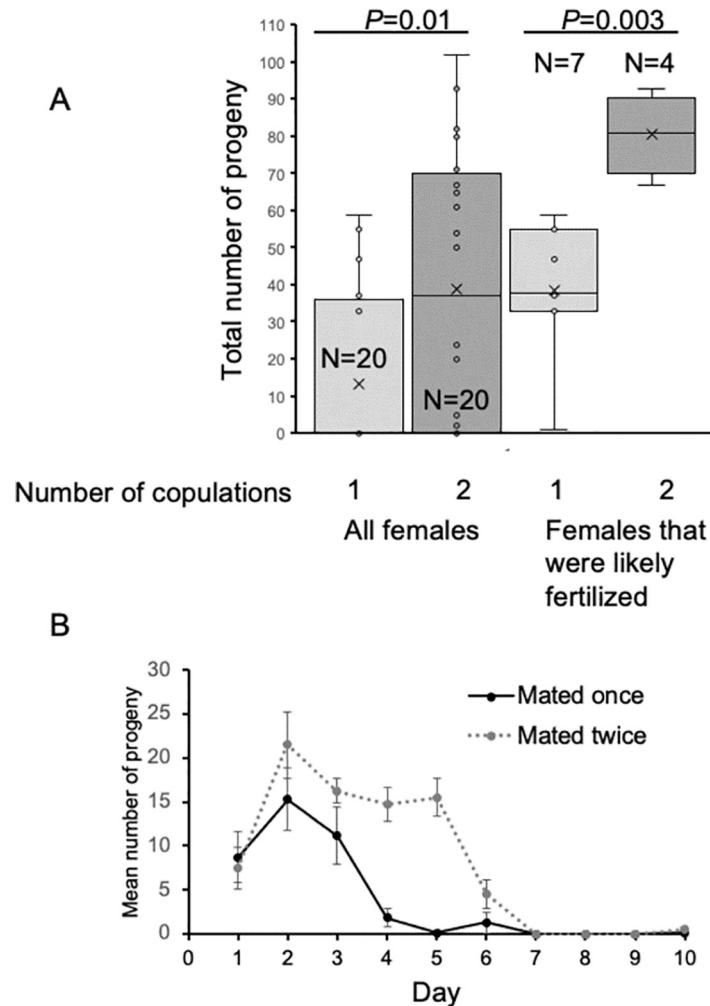 P=0.01 P=0.003
N=7 N=4
A
Total number of progeny
110
100
90
80
70
60
50
40
30
20
10
0
N=20
N=20
Number of copulations 1 2 1 2
All females
Females that
were likely
fertilized
B
Mean number of progeny
30
25
20
15
10
5
0
Mated once
Mated twice
0 1 2 3 4 5 6 7 8 9 10
Day